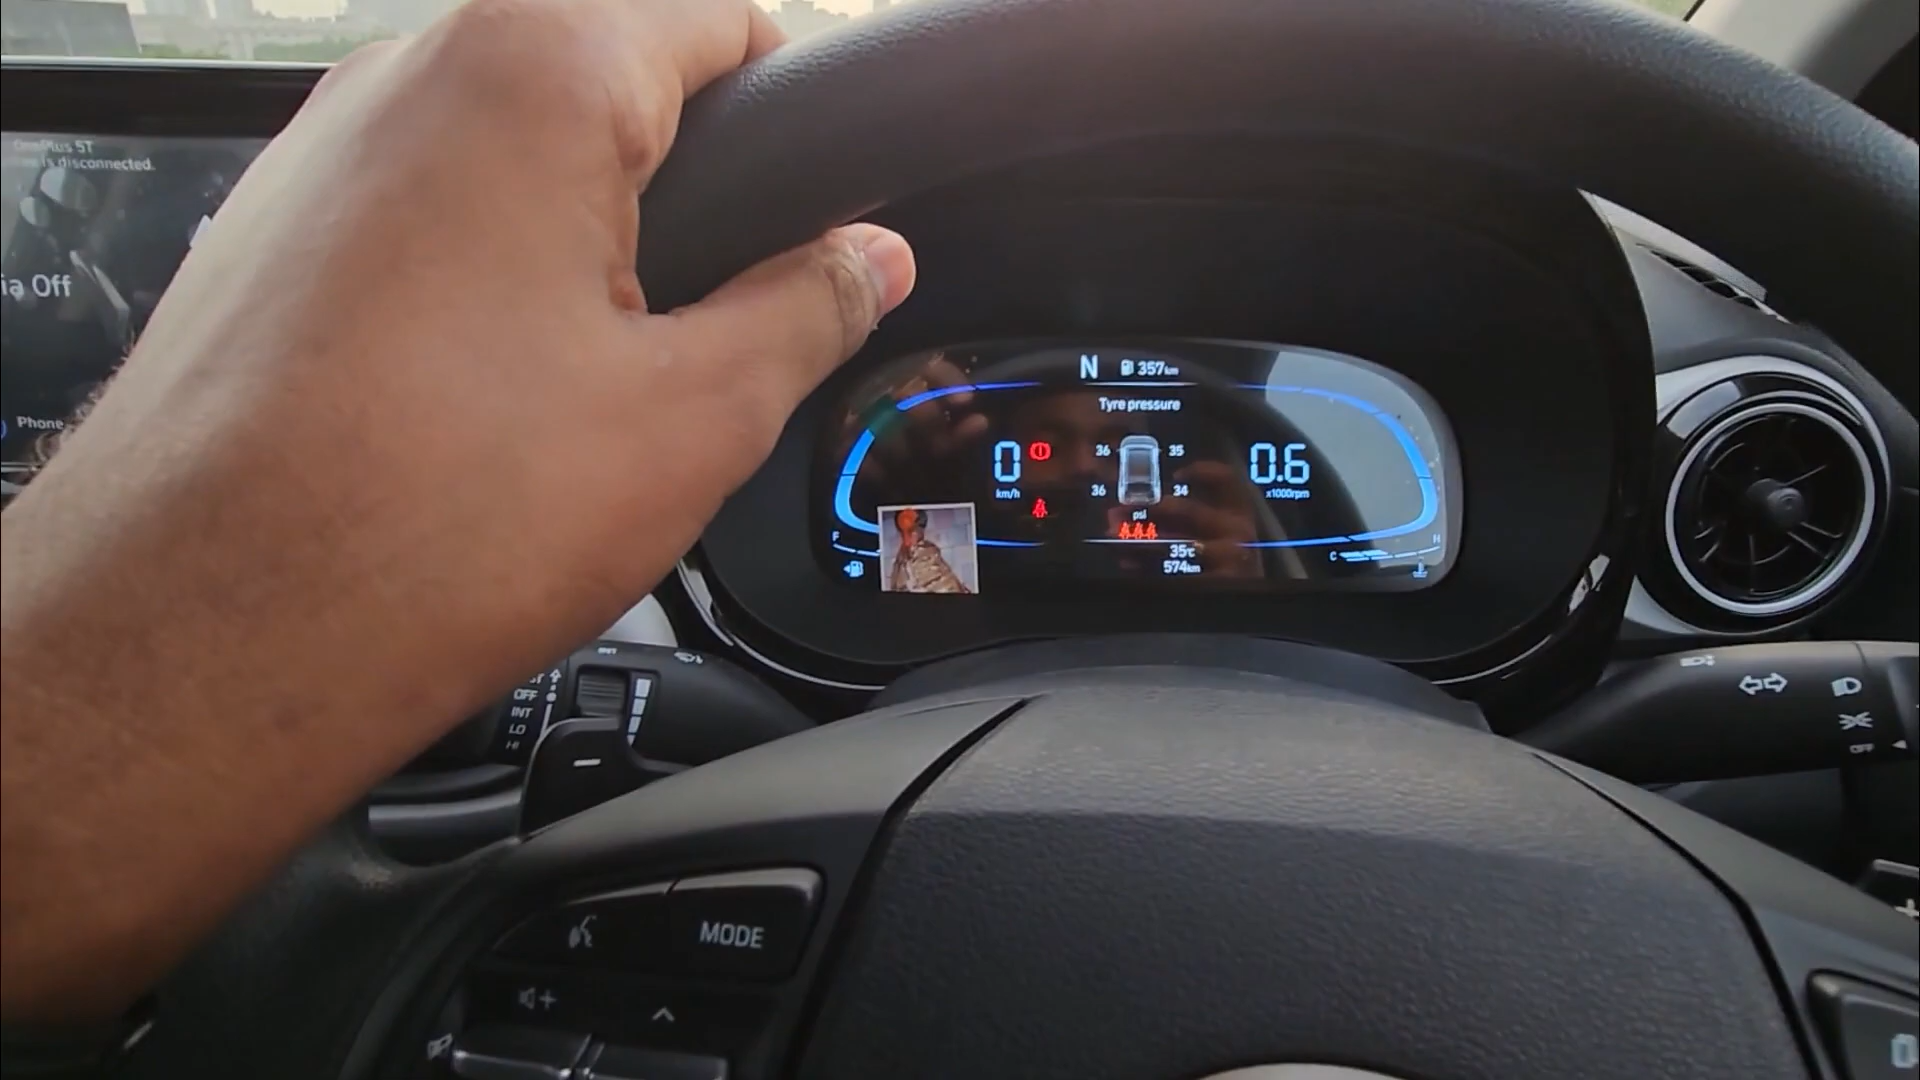 OnePlus 5T
is disconnected.
ia Off
Phone
N 357km
Tyre pressure
36 35
0 km/h
0.6 x1000rpm
36 34
psi
F
C H
35°C
574km
OFF
INT
LO
HI
OFF
MODE